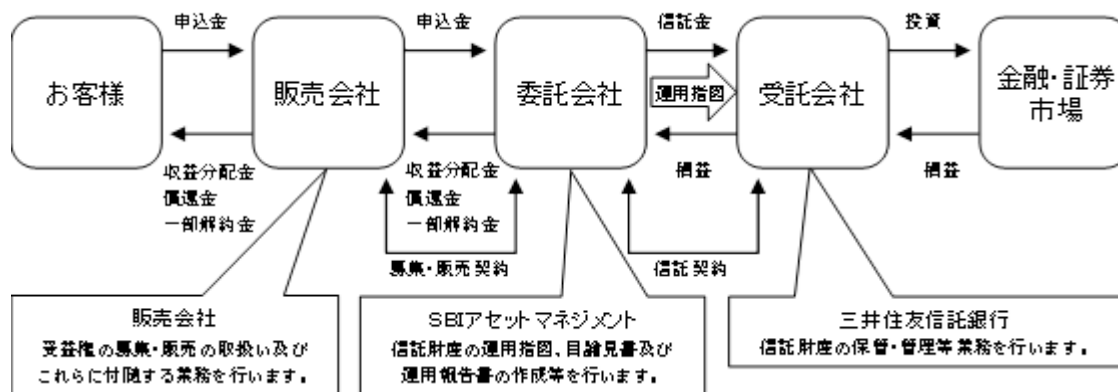 申込金
申込金
信託金
投資
お客様
販売会社
委託会社
運用指図
受託会社
金融・証券
市場
収益分配金
償還金
一部解約金
収益分配金
償還金
一部解約金
損益
損益
募集・販売契約
信託契約
販売会社
受益権の募集・販売の取扱い及び
これらに付随する業務を行います。
SBIアセットマネジメント
信託財産の運用指図、目論見書及び
運用報告書の作成等を行います。
三井住友信託銀行
信託財産の保管・管理等業務を行います。